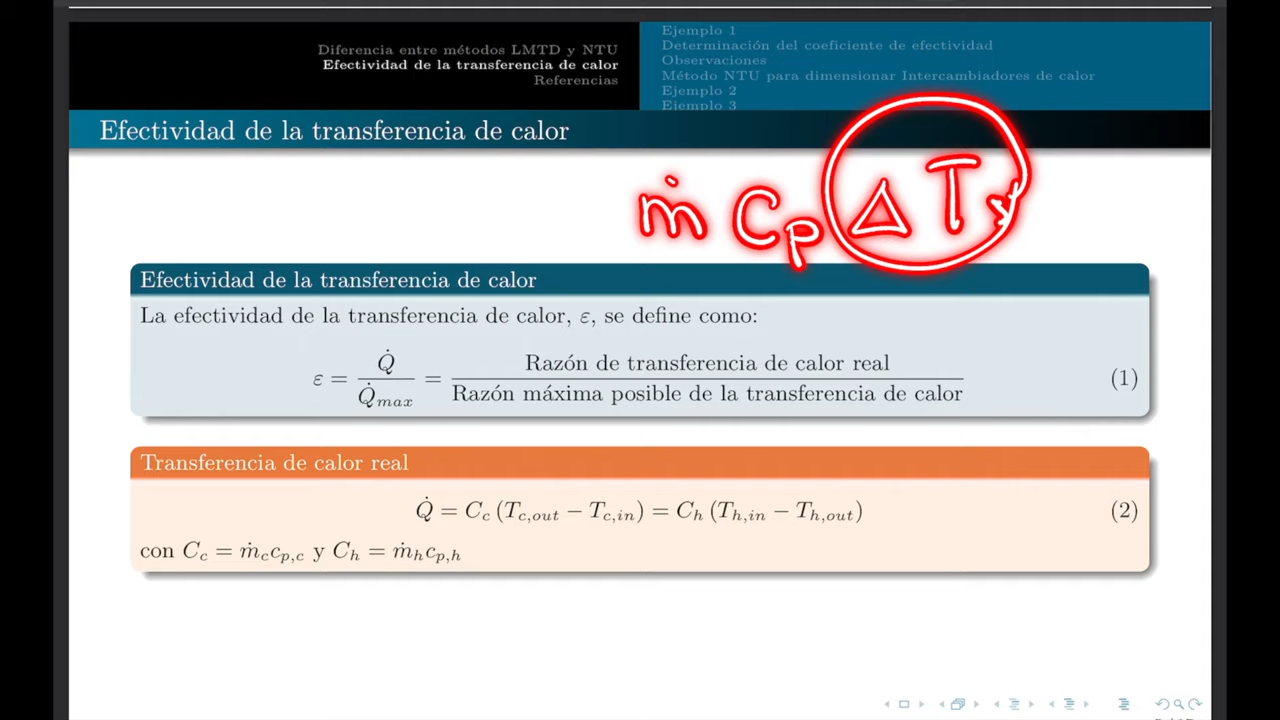 Diferencia entre métodos LMTD y NTU
Efectividad de la transferencia de calor
Referencias
Ejemplo 1
Determinación del coeficiente de efectividad
Observaciones
Método NTU para dimensionar Intercambiadores de calor
Ejemplo 2
Ejemplo 3
Efectividad de la transferencia de calor
ṁ Cp ΔT
Efectividad de la transferencia de calor
La efectividad de la transferencia de calor, ε, se define como:
ε = Q̇ / Q̇max = Razón de transferencia de calor real / Razón máxima posible de la transferencia de calor (1)
Transferencia de calor real
Q̇ = Cc (Tc,out − Tc,in) = Ch (Th,in − Th,out) (2)
con Cc = ṁccp,c y Ch = ṁhcp,h